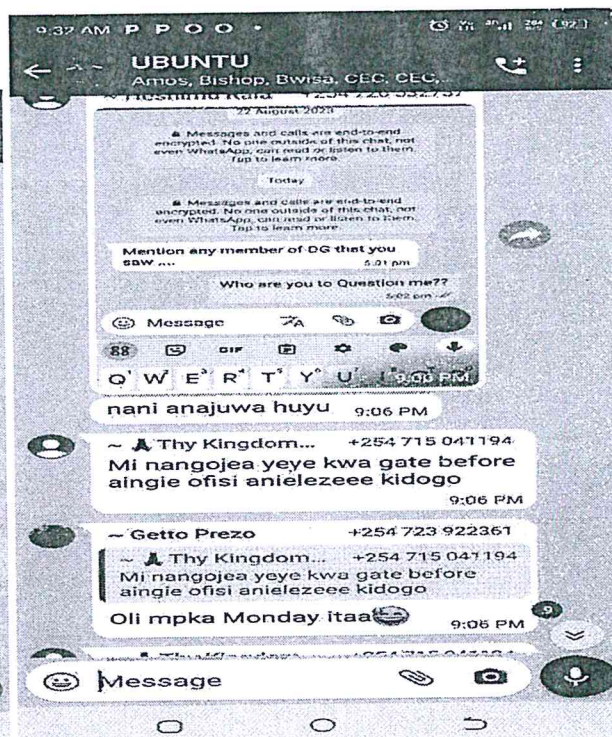 9:37 AM P P O O •
UBUNTU
Amos, Bishop, Bwisa, CEC, CEC,...
22 August 2023
Messages and calls are end-to-end
encrypted. No one outside of this chat, not
even WhatsApp, can read or listen to them.
Tap to learn more.
Today
Messages and calls are end-to-end
encrypted. No one outside of this chat, not
even WhatsApp, can read or listen to them.
Tap to learn more.
Mention any member of DG that you
saw ....
5:01 pm
Who are you to Question me??
5:02 pm
Message
GIF
Q W E R T Y U
9:06 PM
nani anajuwa huyu 9:06 PM
~ Thy Kingdom... +254 715 041194
Mi nangojea yeye kwa gate before
aingie ofisi anielezeee kidogo
9:06 PM
~ Getto Prezo +254 723 922361
~ Thy Kingdom... +254 715 041194
Mi nangojea yeye kwa gate before
aingie ofisi anielezeee kidogo
Oli mpka Monday itaa
9:06 PM
9
Message